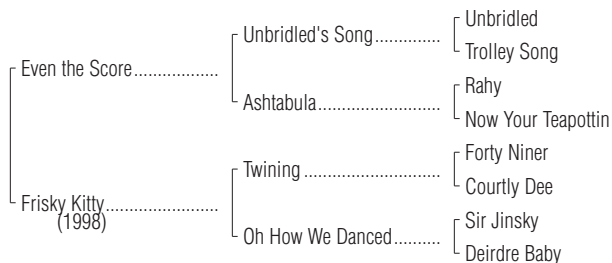 Unbridled
Unbridled's Song..............
Trolley Song
Even the Score..................
Rahy
Ashtabula..........................
Now Your Teapottin
Forty Niner
Twining .............................
Courtly Dee
Frisky Kitty........................
(1998)
Sir Jinsky
Oh How We Danced..........
Deirdre Baby